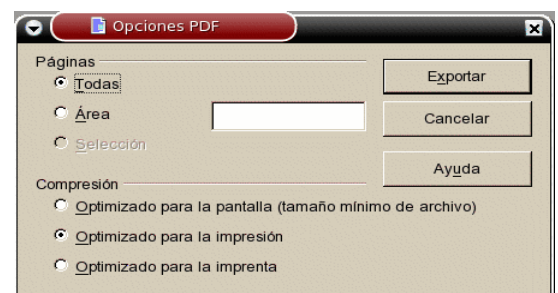 Opciones PDF
Páginas
Todas
Exportar
Área
Cancelar
Selección
Ayuda
Compresión
Optimizado para la pantalla (tamaño mínimo de archivo)
Optimizado para la impresión
Optimizado para la imprenta